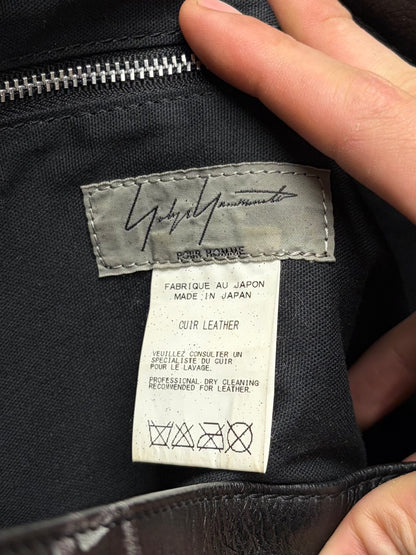 Yohji Yamamoto
POUR HOMME
FABRIQUE AU JAPON
MADE IN JAPAN
CUIR LEATHER
VEUILLEZ CONSULTER UN
SPECIALISTE DU CUIR
POUR LE LAVAGE.
PROFESSIONAL DRY CLEANING
RECOMMENDED FOR LEATHER.